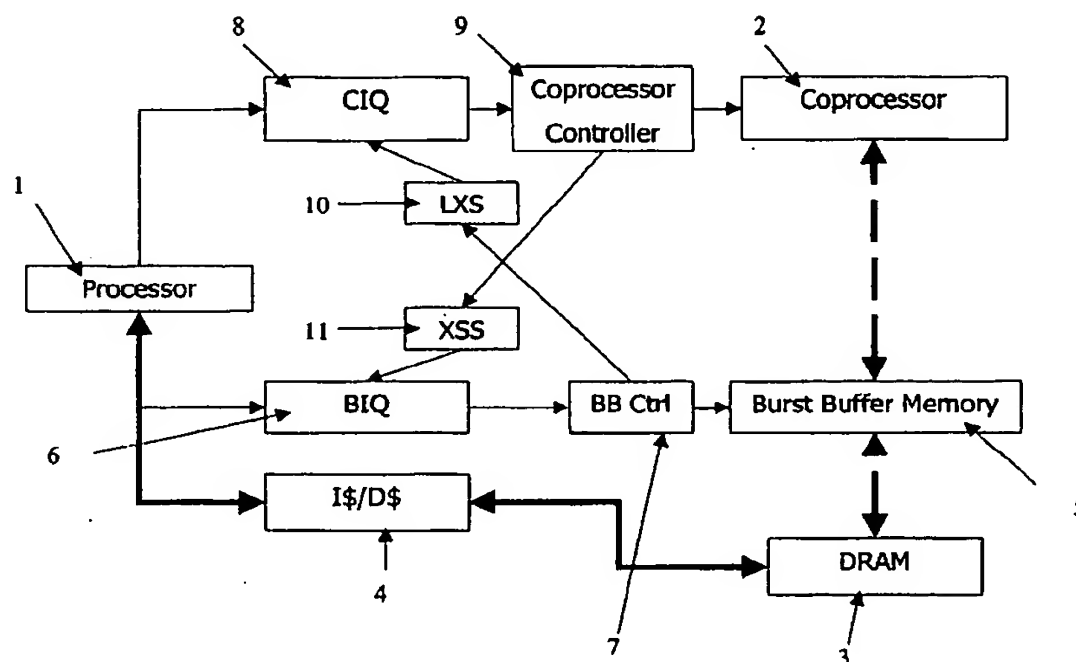 8
9
2
CIQ
Coprocessor
Controller
Coprocessor
1
10
LXS
Processor
11
XSS
BIQ
BB Ctrl
Burst Buffer Memory
6
I$/D$
4
DRAM
7
3